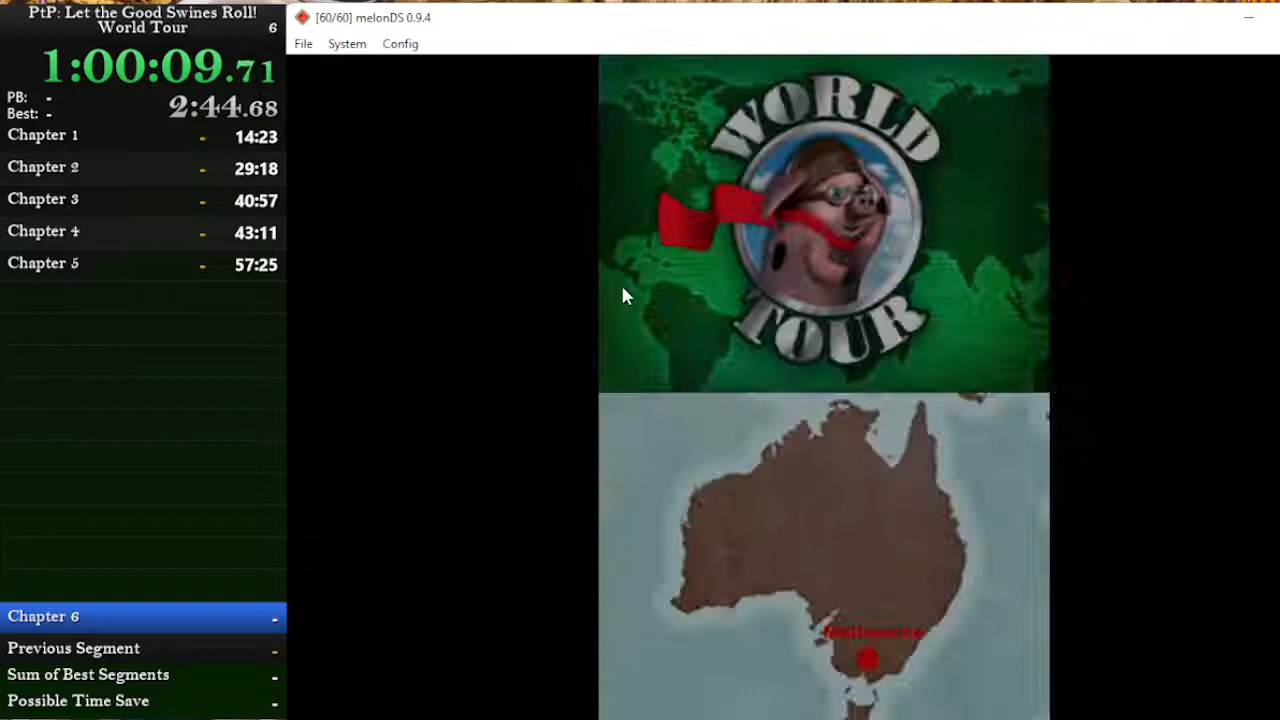 PtP: Let the Good Swines Roll!
World Tour 6
1:00:09.71
PB: -
Best: -
2:44.68
Chapter 1 - 14:23
Chapter 2 - 29:18
Chapter 3 - 40:57
Chapter 4 - 43:11
Chapter 5 - 57:25
Chapter 6 -
Previous Segment -
Sum of Best Segments -
Possible Time Save -
[60/60] melonDS 0.9.4
File System Config
WORLD
TOUR
Melbourne